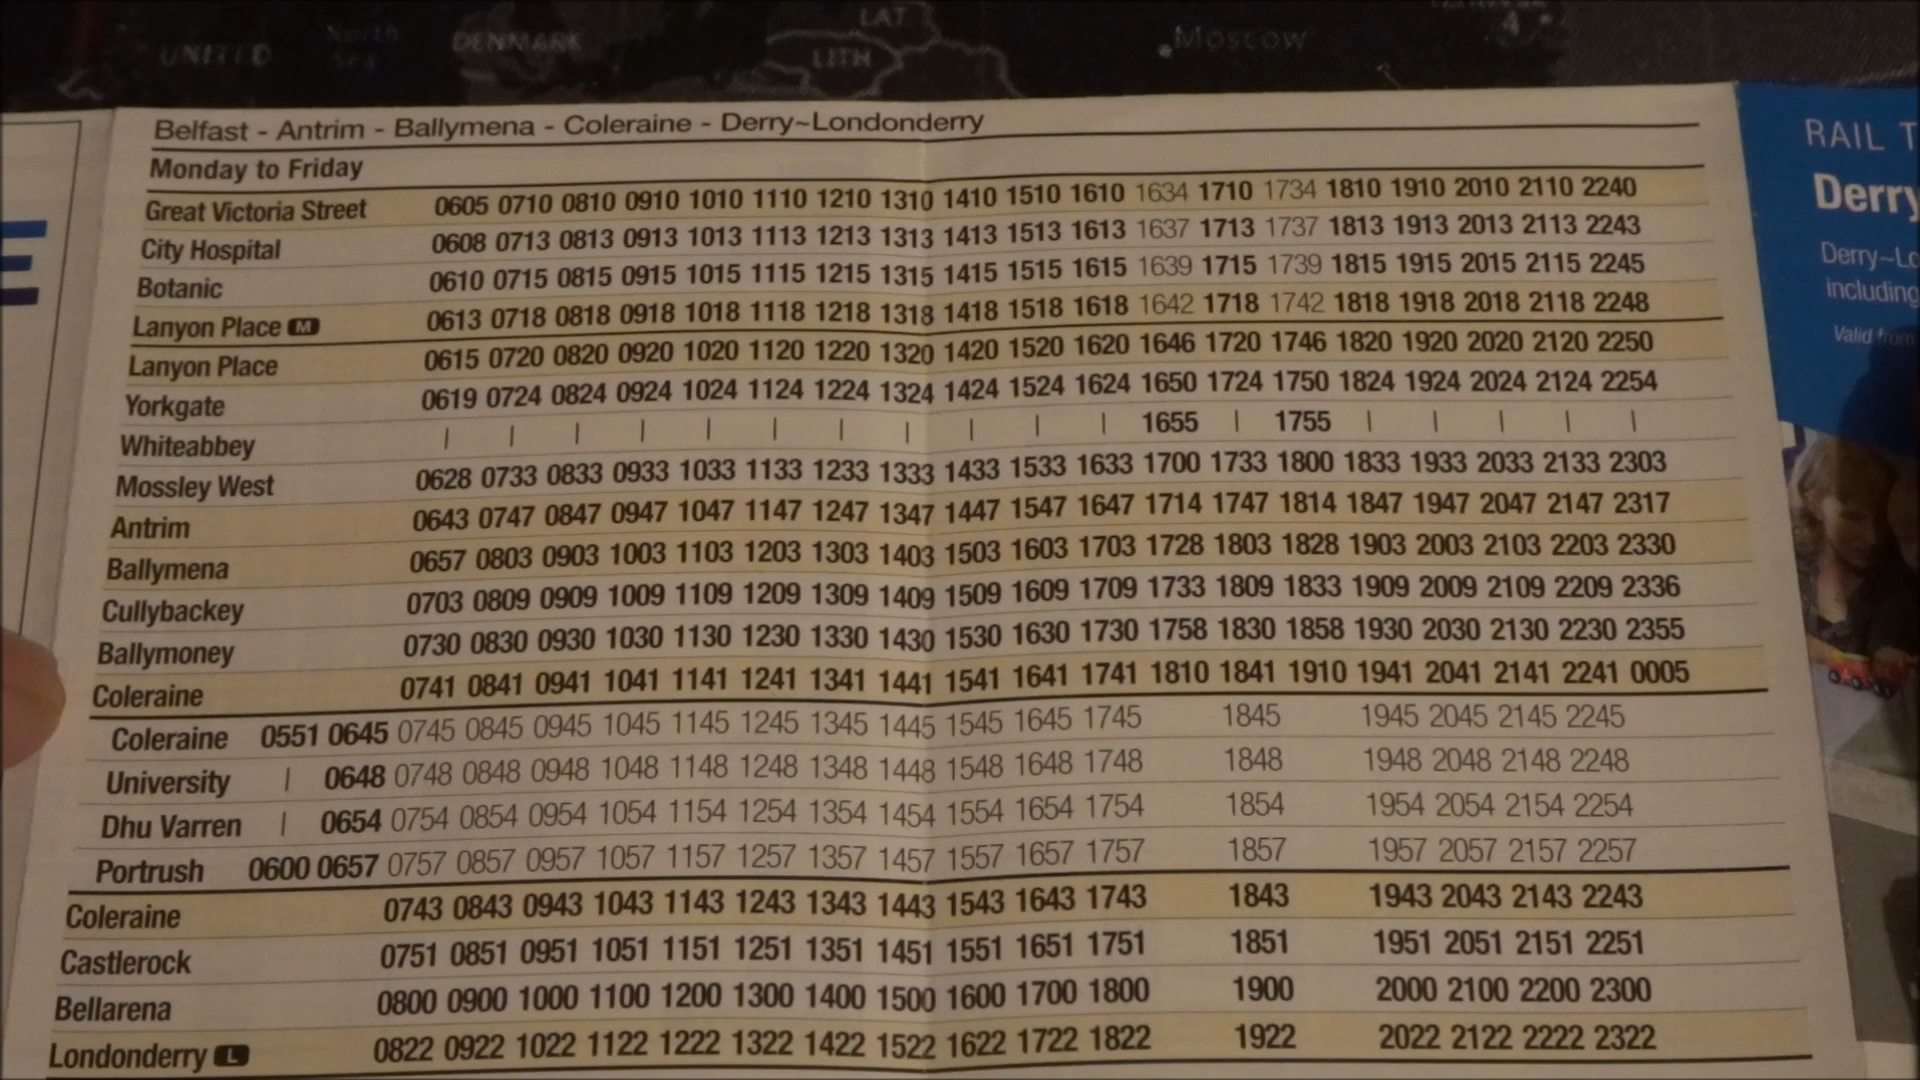 UNITED
North
Sea
DENMARK
LAT
LITH
Moscow
Belfast - Antrim - Ballymena - Coleraine - Derry~Londonderry
Monday to Friday
Great Victoria Street 0605 0710 0810 0910 1010 1110 1210 1310 1410 1510 1610 1634 1710 1734 1810 1910 2010 2110 2240
City Hospital 0608 0713 0813 0913 1013 1113 1213 1313 1413 1513 1613 1637 1713 1737 1813 1913 2013 2113 2243
Botanic 0610 0715 0815 0915 1015 1115 1215 1315 1415 1515 1615 1639 1715 1739 1815 1915 2015 2115 2245
Lanyon Place M 0613 0718 0818 0918 1018 1118 1218 1318 1418 1518 1618 1642 1718 1742 1818 1918 2018 2118 2248
Lanyon Place 0615 0720 0820 0920 1020 1120 1220 1320 1420 1520 1620 1646 1720 1746 1820 1920 2020 2120 2250
Yorkgate 0619 0724 0824 0924 1024 1124 1224 1324 1424 1524 1624 1650 1724 1750 1824 1924 2024 2124 2254
Whiteabbey | | | | | | | | | | | 1655 | 1755 | | | | |
Mossley West 0628 0733 0833 0933 1033 1133 1233 1333 1433 1533 1633 1700 1733 1800 1833 1933 2033 2133 2303
Antrim 0643 0747 0847 0947 1047 1147 1247 1347 1447 1547 1647 1714 1747 1814 1847 1947 2047 2147 2317
Ballymena 0657 0803 0903 1003 1103 1203 1303 1403 1503 1603 1703 1728 1803 1828 1903 2003 2103 2203 2330
Cullybackey 0703 0809 0909 1009 1109 1209 1309 1409 1509 1609 1709 1733 1809 1833 1909 2009 2109 2209 2336
Ballymoney 0730 0830 0930 1030 1130 1230 1330 1430 1530 1630 1730 1758 1830 1858 1930 2030 2130 2230 2355
Coleraine 0741 0841 0941 1041 1141 1241 1341 1441 1541 1641 1741 1810 1841 1910 1941 2041 2141 2241 0005
Coleraine 0551 0645 0745 0845 0945 1045 1145 1245 1345 1445 1545 1645 1745 1845 1945 2045 2145 2245
University | 0648 0748 0848 0948 1048 1148 1248 1348 1448 1548 1648 1748 1848 1948 2048 2148 2248
Dhu Varren | 0654 0754 0854 0954 1054 1154 1254 1354 1454 1554 1654 1754 1854 1954 2054 2154 2254
Portrush 0600 0657 0757 0857 0957 1057 1157 1257 1357 1457 1557 1657 1757 1857 1957 2057 2157 2257
Coleraine 0743 0843 0943 1043 1143 1243 1343 1443 1543 1643 1743 1843 1943 2043 2143 2243
Castlerock 0751 0851 0951 1051 1151 1251 1351 1451 1551 1651 1751 1851 1951 2051 2151 2251
Bellarena 0800 0900 1000 1100 1200 1300 1400 1500 1600 1700 1800 1900 2000 2100 2200 2300
Londonderry L 0822 0922 1022 1122 1222 1322 1422 1522 1622 1722 1822 1922 2022 2122 2222 2322
RAIL T
Derry
Derry~Lo
including
Valid from
E